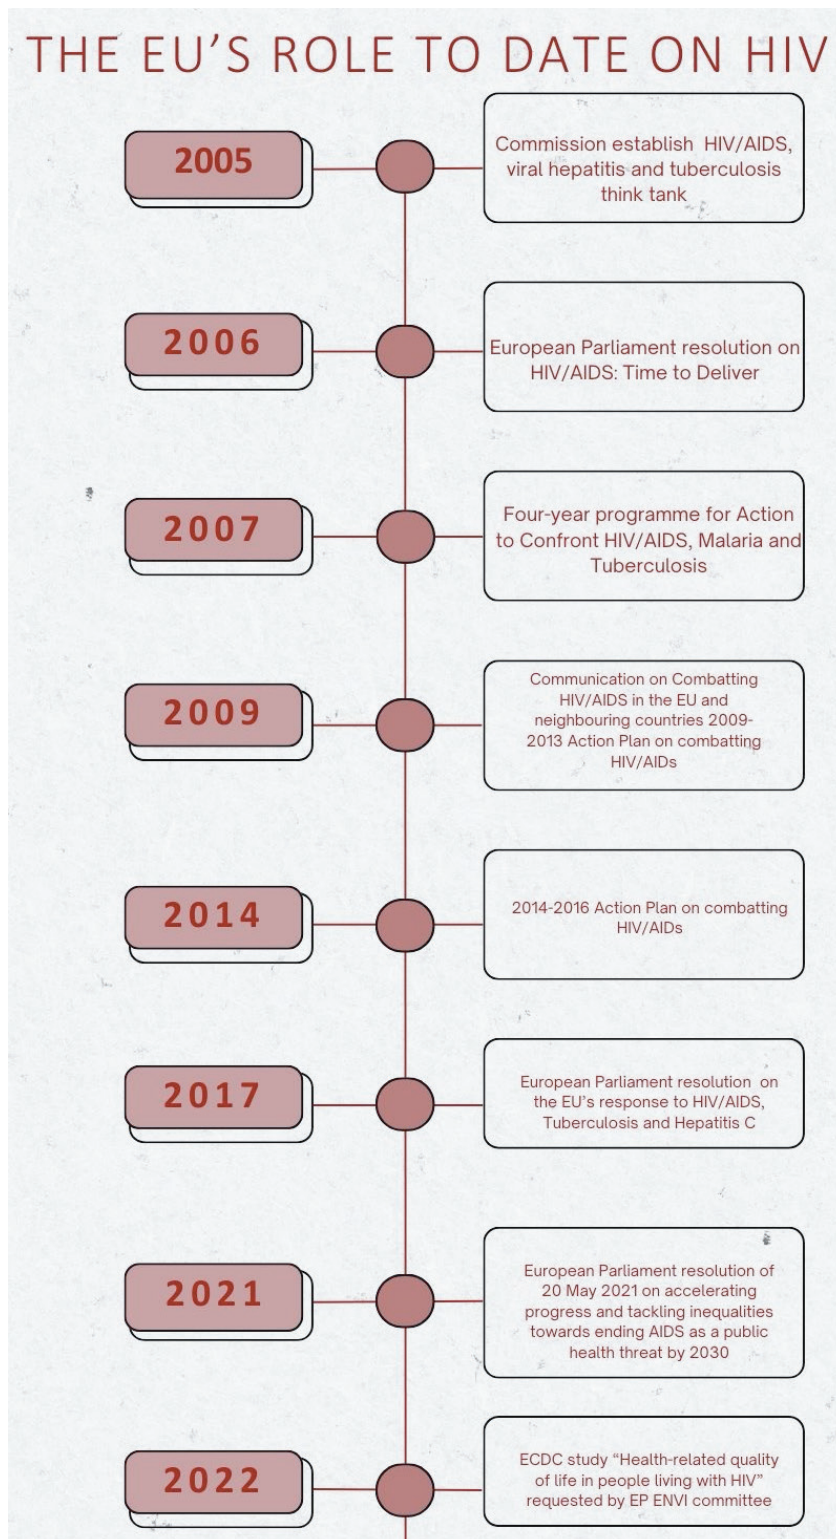 THE EU'S ROLE TO DATE ON HIV
2005
Commission establish HIV/AIDS,
viral hepatitis and tuberculosis
think tank
2006
European Parliament resolution on
HIV/AIDS: Time to Deliver
2007
Four-year programme for Action
to Confront HIV/AIDS, Malaria and
Tuberculosis
2009
Communication on Combatting
HIV/AIDS in the EU and
neighbouring countries 2009-
2013 Action Plan on combatting
HIV/AIDs
2014
2014-2016 Action Plan on combatting
HIV/AIDs
2017
European Parliament resolution on
the EU's response to HIV/AIDS,
Tuberculosis and Hepatitis C
2021
European Parliament resolution of
20 May 2021 on accelerating
progress and tackling inequalities
towards ending AIDS as a public
health threat by 2030
2022
ECDC study “Health-related quality
of life in people living with HIV”
requested by EP ENVI committee